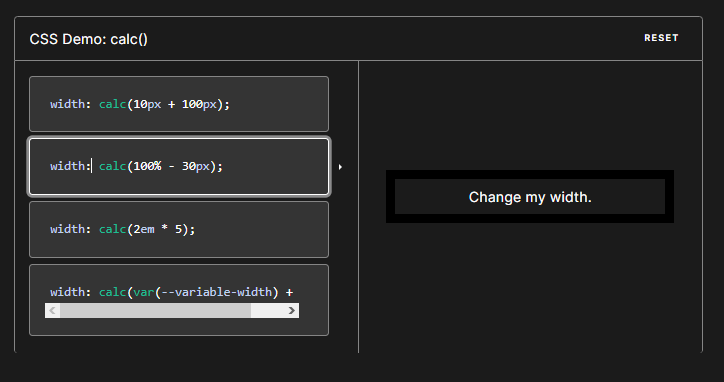 CSS Demo: calc()
RESET
width: calc(10px + 100px);
width: calc(100% - 30px);
width: calc(2em * 5);
width: calc(var(--variable-width) +
Change my width.